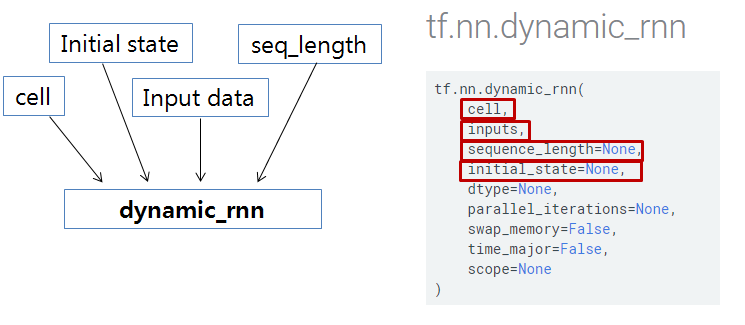 Initial state
seq_length
cell
Input data
dynamic_rnn
tf.nn.dynamic_rnn
tf.nn.dynamic_rnn(
cell,
inputs,
sequence_length=None,
initial_state=None,
dtype=None,
parallel_iterations=None,
swap_memory=False,
time_major=False,
scope=None
)